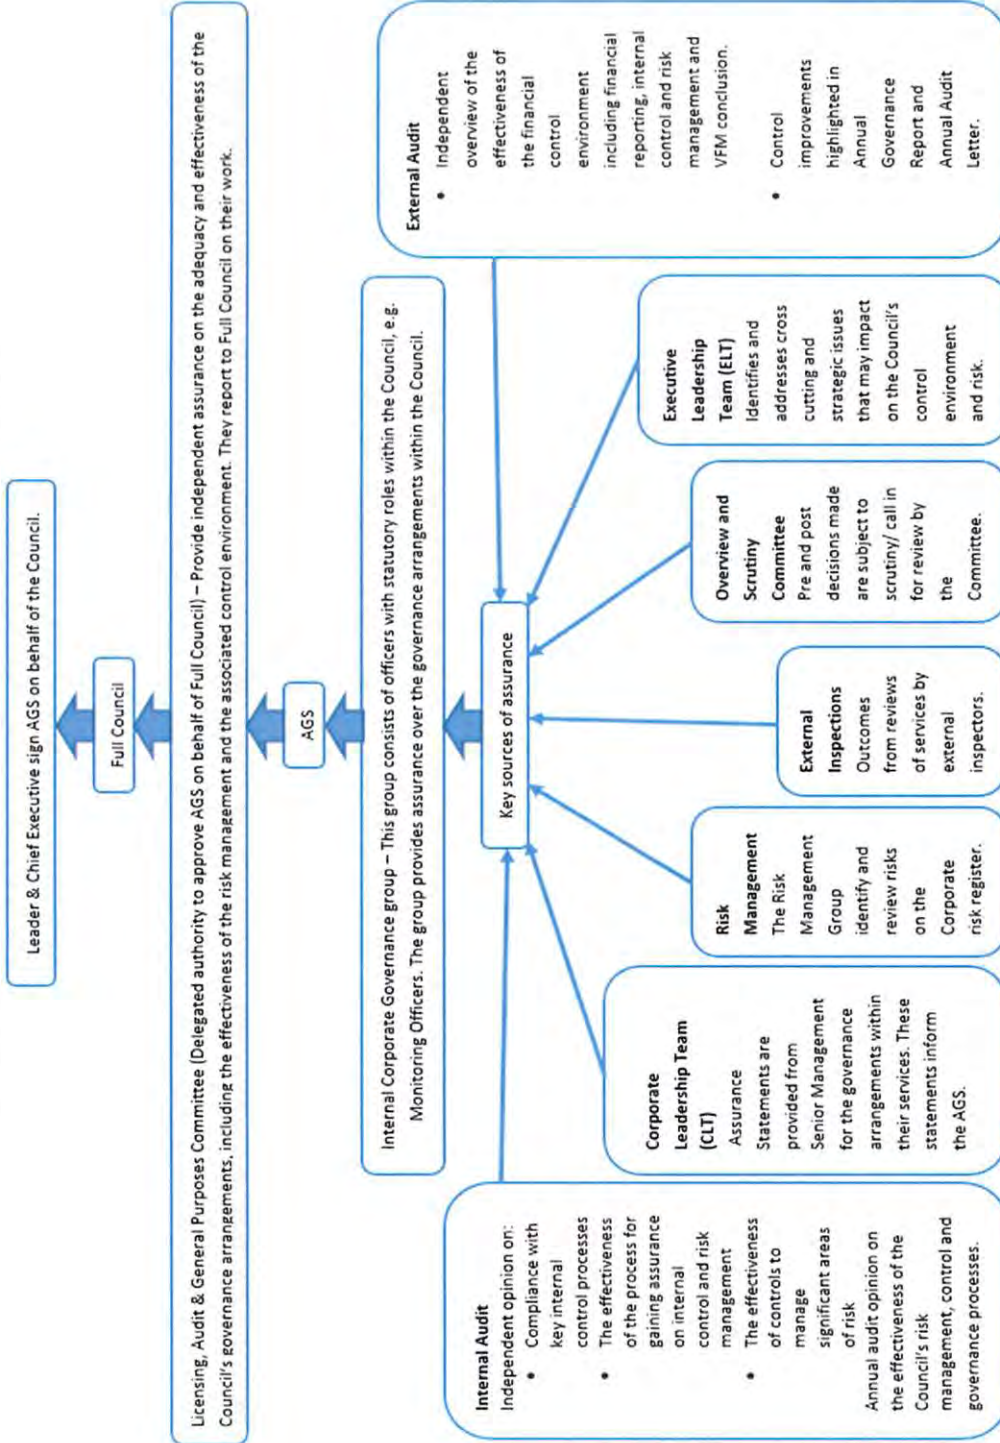 Leader & Chief Executive sign AGS on behalf of the Council.
Full Council
Licensing, Audit & General Purposes Committee (Delegated authority to approve AGS on behalf of Full Council) – Provide independent assurance on the adequacy and effectiveness of the
Council's governance arrangements, including the effectiveness of the risk management and the associated control environment. They report to Full Council on their work.
AGS
Internal Corporate Governance group – This group consists of officers with statutory roles within the Council, e.g.
Monitoring Officers. The group provides assurance over the governance arrangements within the Council.
Key sources of assurance
Internal Audit
Independent opinion on:
• Compliance with
key internal
control processes
• The effectiveness
of the process for
gaining assurance
on internal
control and risk
management
• The effectiveness
of controls to
manage
significant areas
of risk
Annual audit opinion on
the effectiveness of the
Council's risk
management, control and
governance processes.
Corporate
Leadership Team
(CLT)
Assurance
Statements are
provided from
Senior Management
for the governance
arrangements within
their services. These
statements inform
the AGS.
Risk
Management
The Risk
Management
Group
identify and
review risks
on the
Corporate
risk register.
External
Inspections
Outcomes
from reviews
of services by
external
inspectors.
Overview and
Scrutiny
Committee
Pre and post
decisions made
are subject to
scrutiny/ call in
for review by
the
Committee.
Executive
Leadership
Team (ELT)
Identifies and
addresses cross
cutting and
strategic issues
that may impact
on the Council's
control
environment
and risk.
External Audit
• Independent
overview of the
effectiveness of
the financial
control
environment
including financial
reporting, internal
control and risk
management and
VFM conclusion.
• Control
improvements
highlighted in
Annual
Governance
Report and
Annual Audit
Letter.